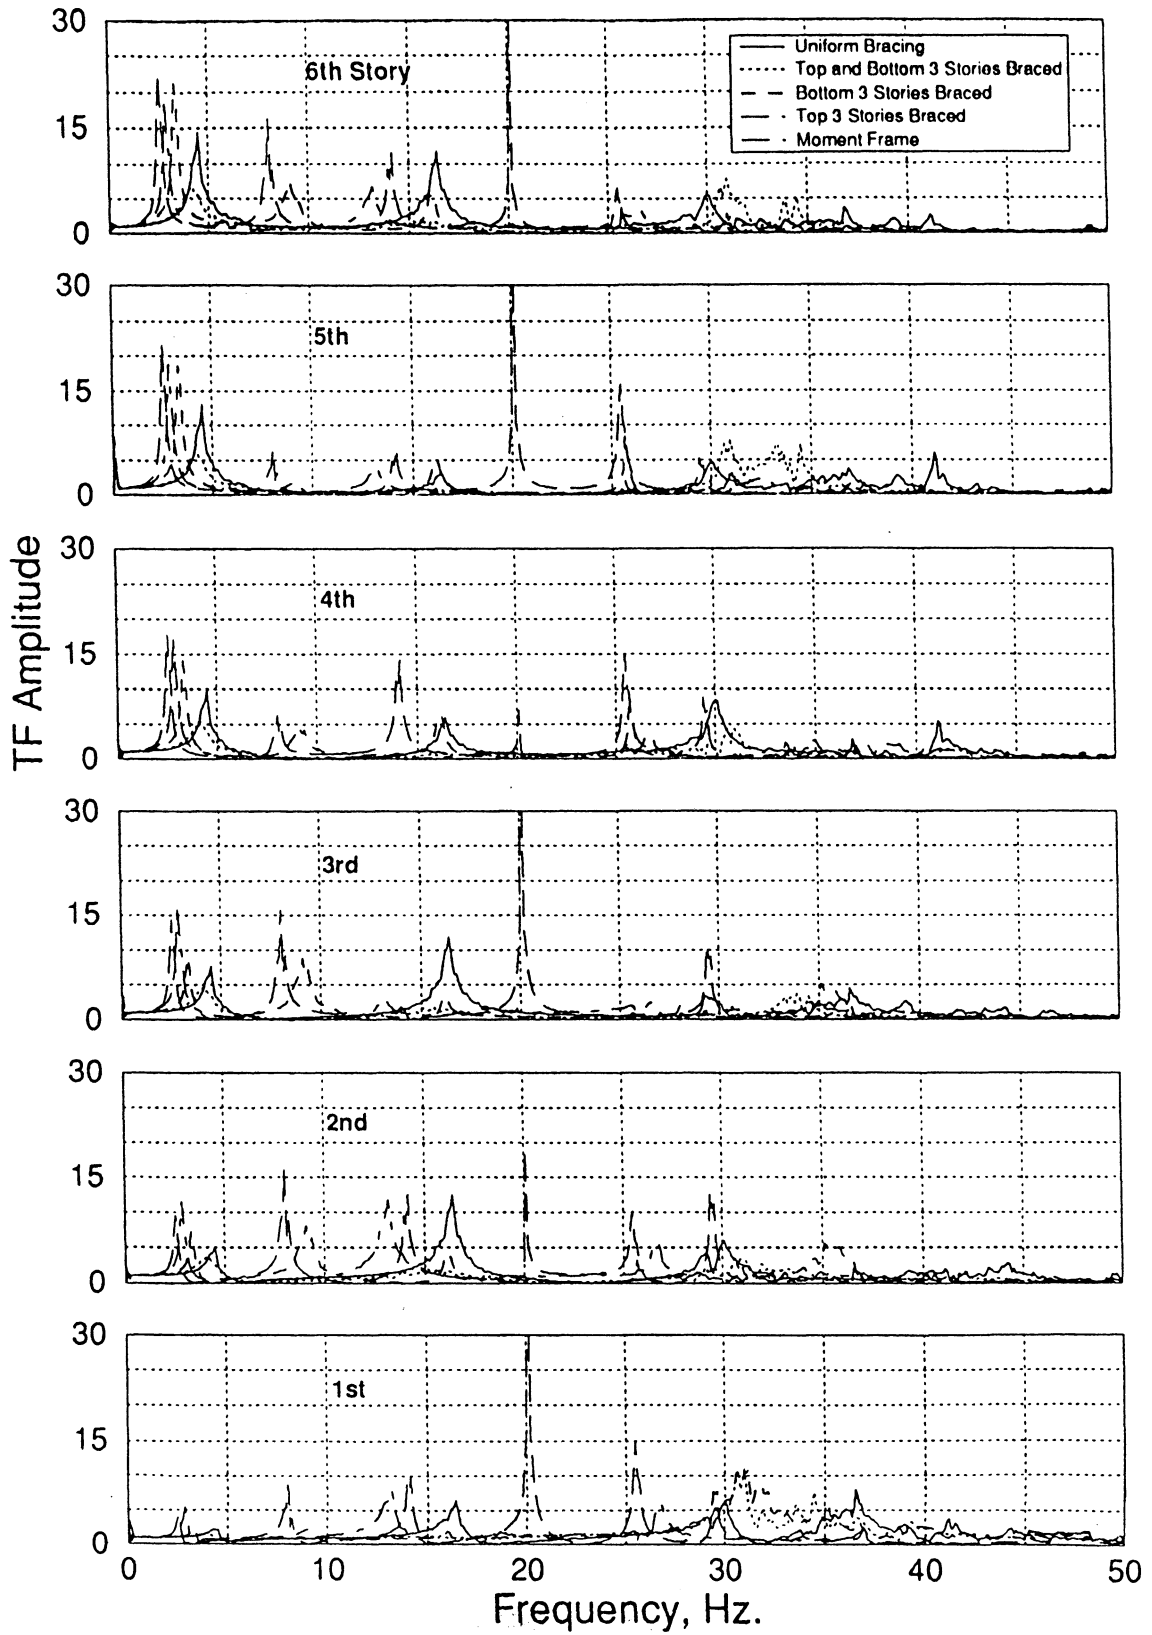 30
15
0
6th Story
Uniform Bracing
Top and Bottom 3 Stories Braced
Bottom 3 Stories Braced
Top 3 Stories Braced
Moment Frame
30
15
0
5th
TF Amplitude
30
15
0
4th
30
15
0
3rd
30
15
0
2nd
30
15
0
1st
0 10 20 30 40 50
Frequency, Hz.